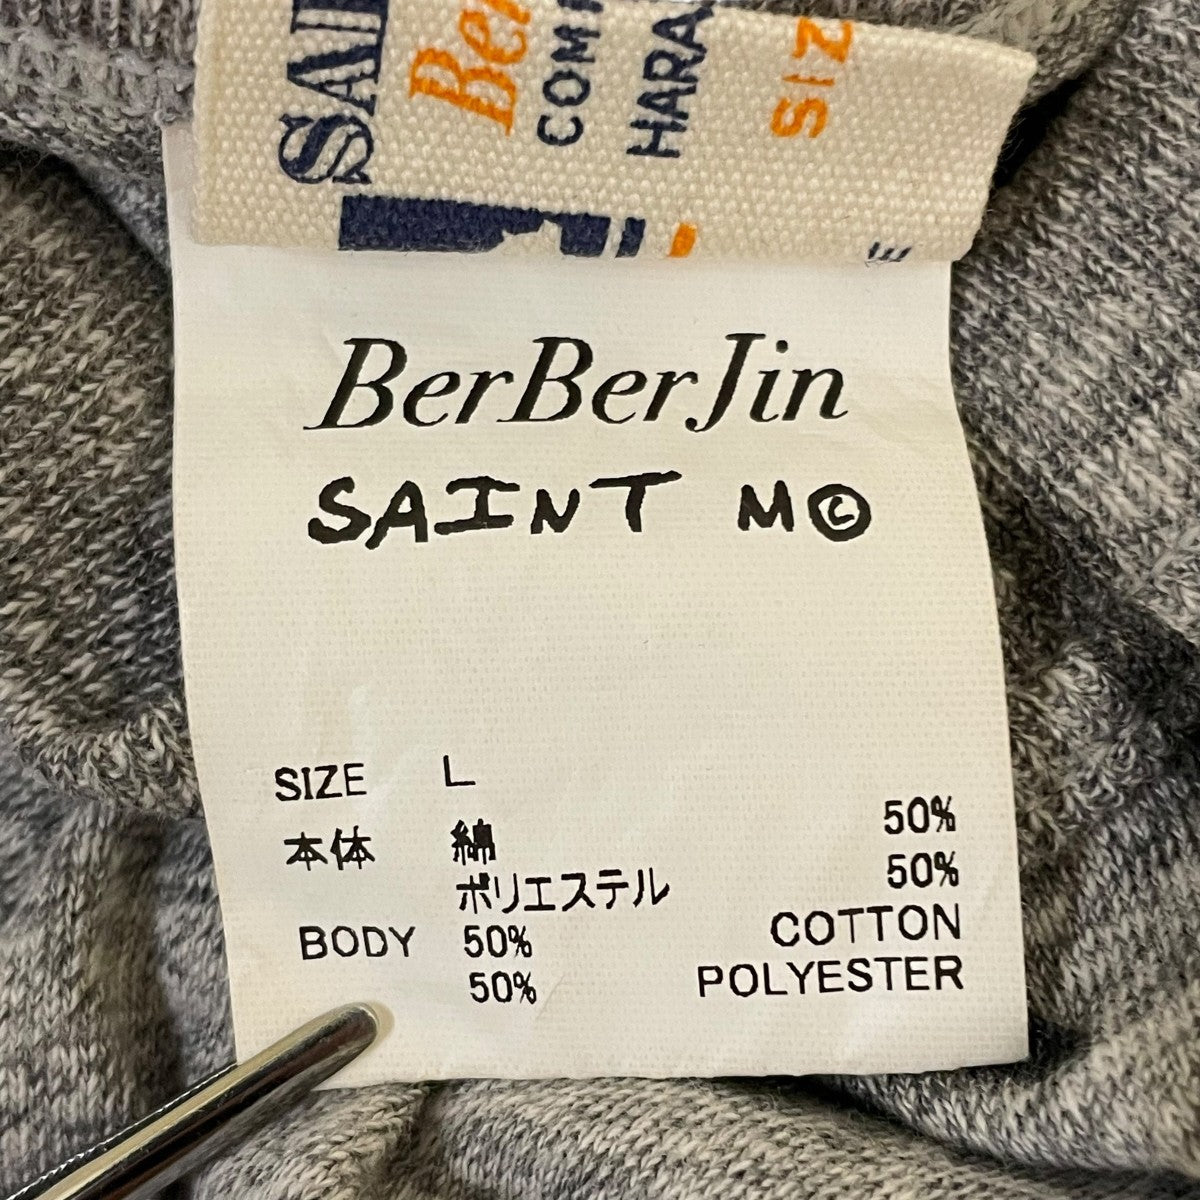 BerBerJin
SAINT M©
SIZE L
本体 綿 50%
ポリエステル 50%
BODY 50% COTTON
50% POLYESTER